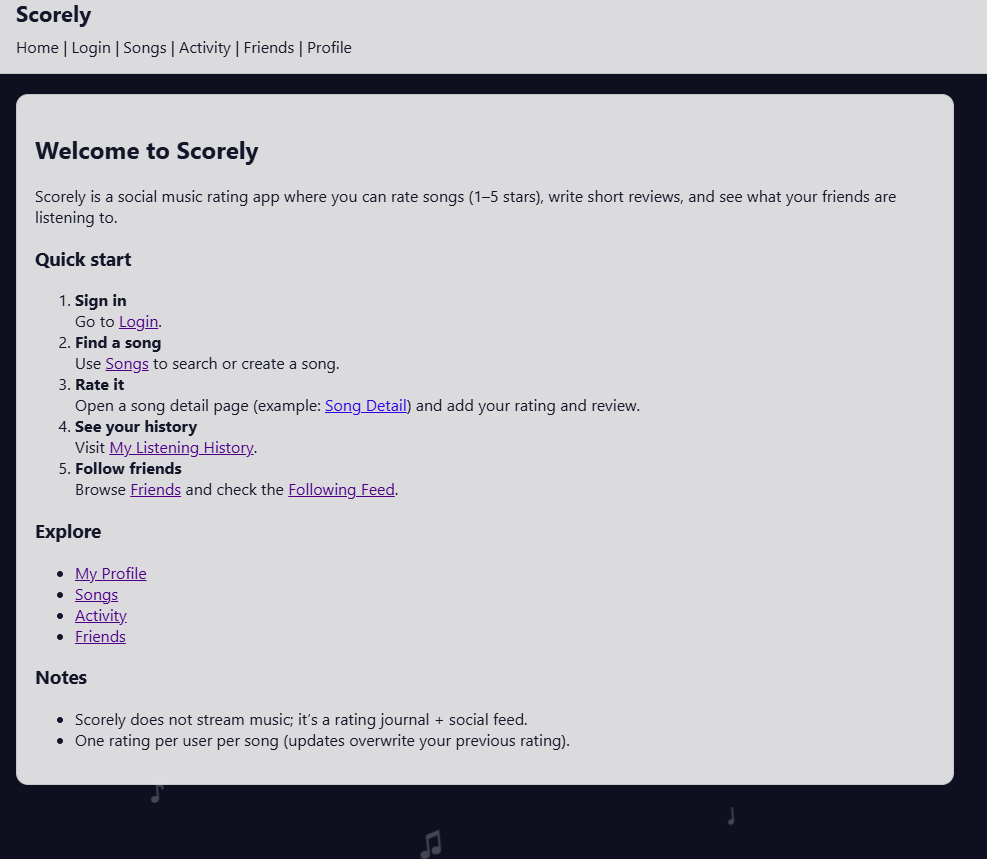 Scorely
Home | Login | Songs | Activity | Friends | Profile
Welcome to Scorely
Scorely is a social music rating app where you can rate songs (1–5 stars), write short reviews, and see what your friends are
listening to.
Quick start
1. Sign in
Go to Login.
2. Find a song
Use Songs to search or create a song.
3. Rate it
Open a song detail page (example: Song Detail) and add your rating and review.
4. See your history
Visit My Listening History.
5. Follow friends
Browse Friends and check the Following Feed.
Explore
• My Profile
• Songs
• Activity
• Friends
Notes
• Scorely does not stream music; it’s a rating journal + social feed.
• One rating per user per song (updates overwrite your previous rating).